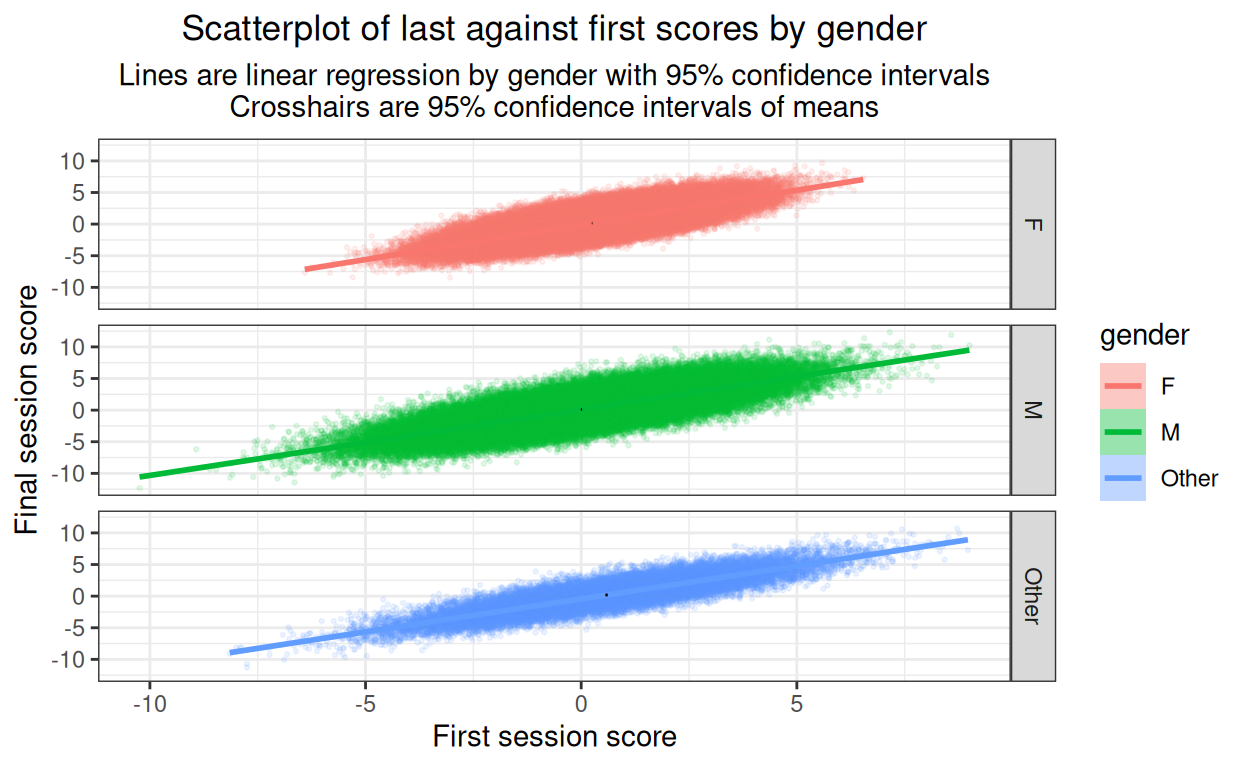 Scatterplot of last against first scores by gender
Lines are linear regression by gender with 95% confidence intervals
Crosshairs are 95% confidence intervals of means
Final session score
10
5
0
-5
-10
F
10
5
0
-5
-10
M
10
5
0
-5
-10
Other
-10 -5 0 5
First session score
gender
F
M
Other